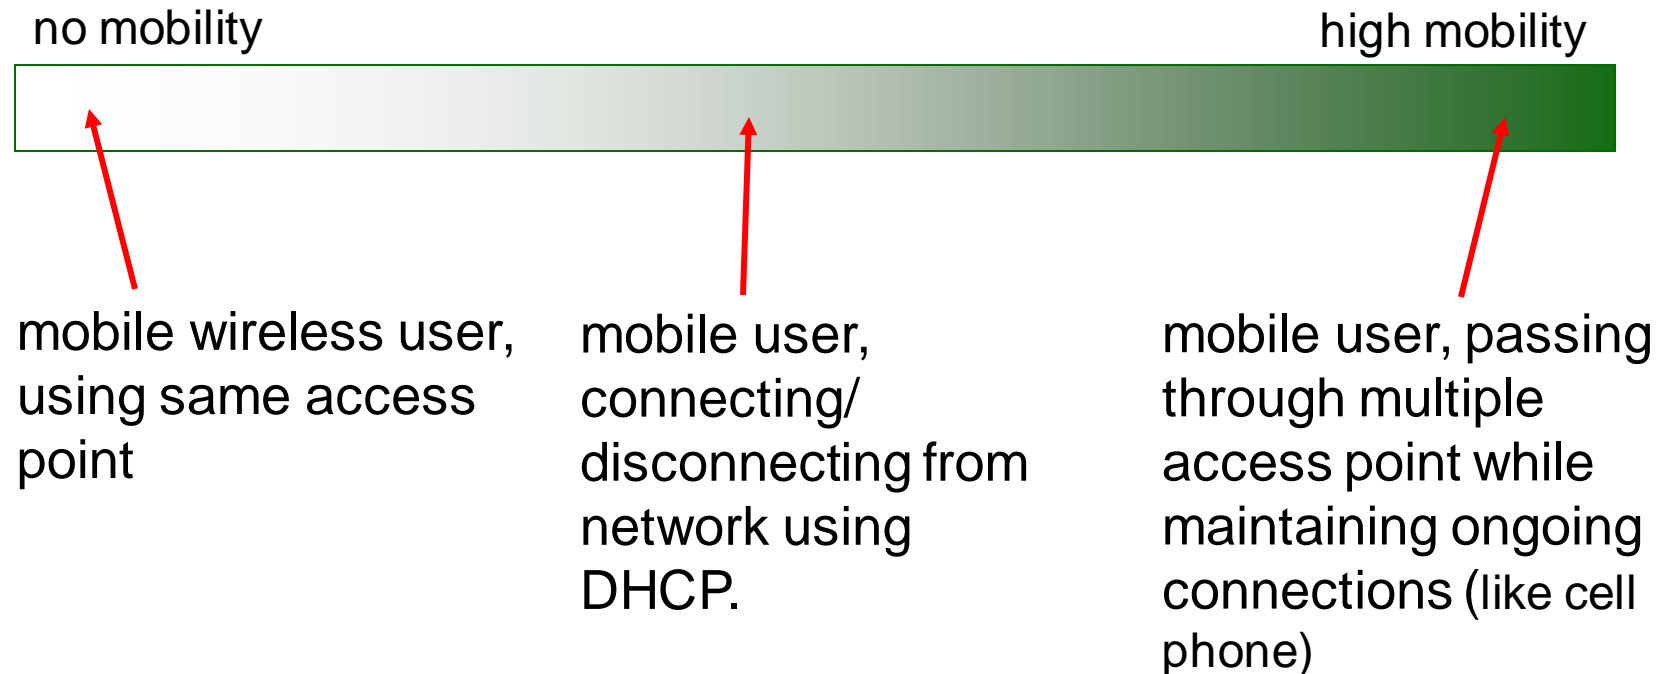 no mobility
high mobility
mobile wireless user,
using same access
point
mobile user,
connecting/
disconnecting from
network using
DHCP.
mobile user, passing
through multiple
access point while
maintaining ongoing
connections (like cell
phone)